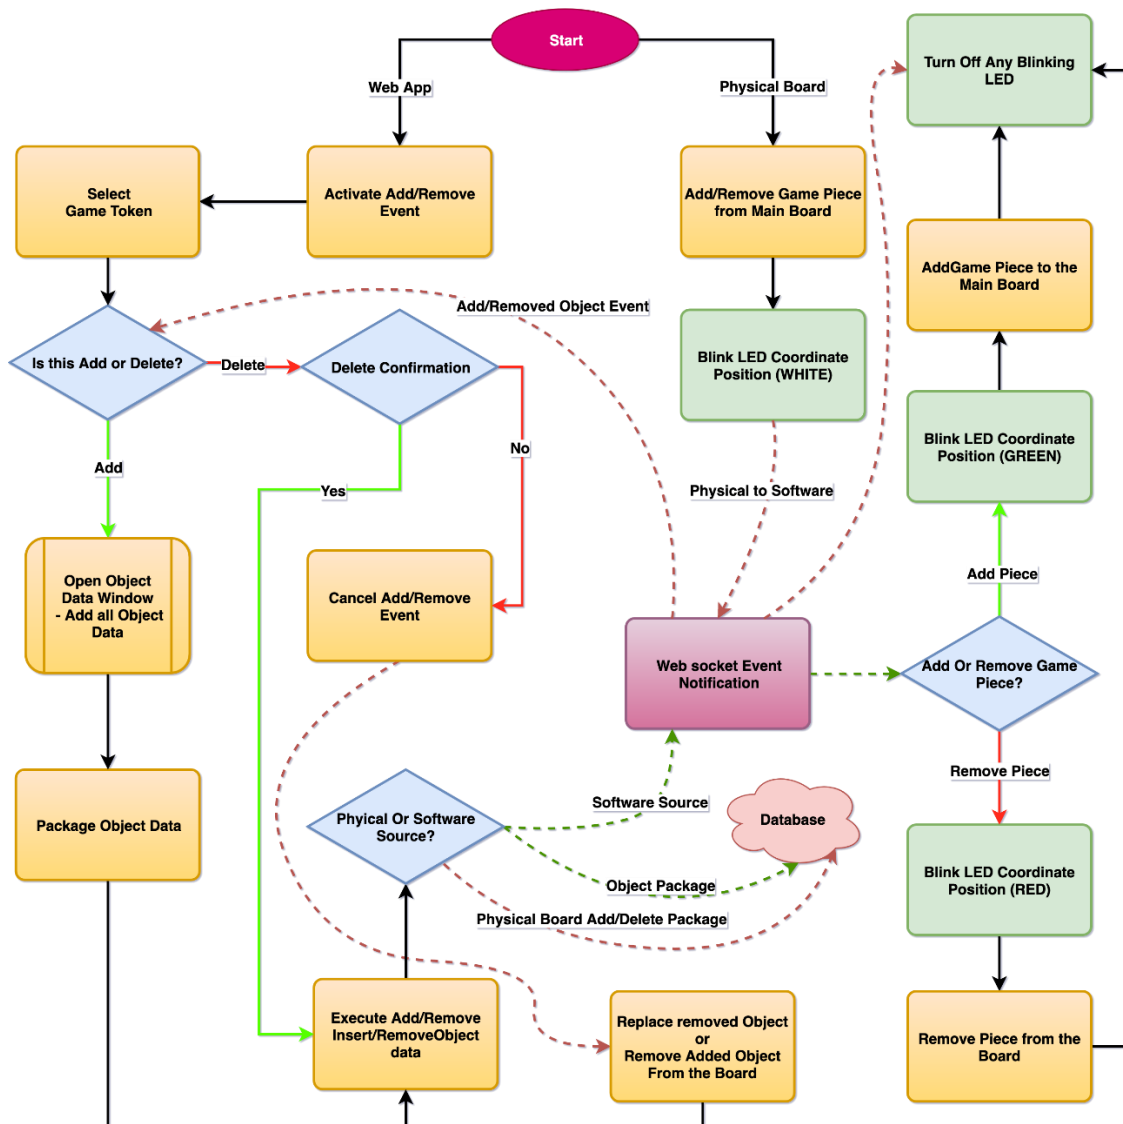 Start
Turn Off Any Blinking
LED
Web App
Physical Board
Select
Game Token
Activate Add/Remove
Event
Add/Remove Game Piece
from Main Board
AddGame Piece to the
Main Board
Add/Removed Object Event
Is this Add or Delete?
Delete
Delete Confirmation
Blink LED Coordinate
Position (WHITE)
Blink LED Coordinate
Position (GREEN)
No
Add
Yes
Physical to Software
Open Object
Data Window
- Add all Object
Data
Cancel Add/Remove
Event
Add Piece
Web socket Event
Notification
Add Or Remove Game
Piece?
Remove Piece
Package Object Data
Phyical Or Software
Source?
Software Source
Database
Object Package
Physical Board Add/Delete Package
Blink LED Coordinate
Position (RED)
Execute Add/Remove
Insert/RemoveObject
data
Replace removed Object
or
Remove Added Object
From the Board
Remove Piece from the
Board